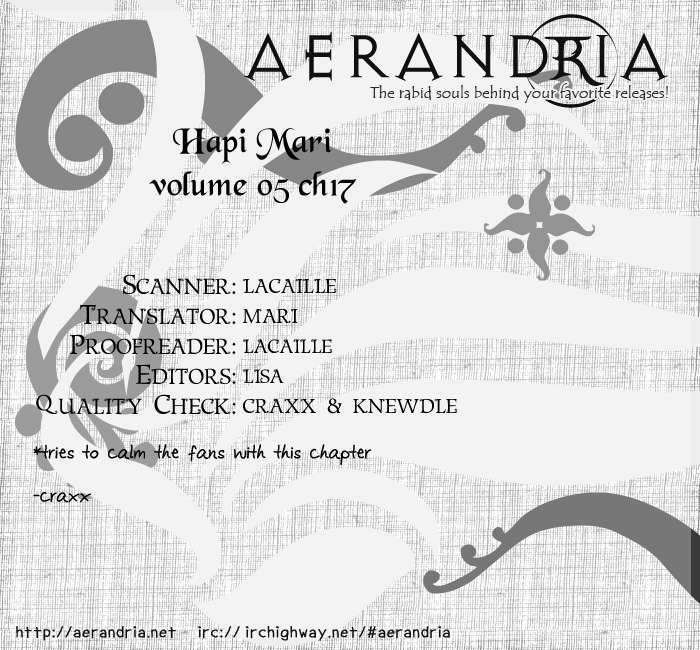 AERANDRIA
The rabid souls behind your favorite releases!
Hapi Mari
volume 05 ch17
SCANNER: LACAILLE
TRANSLATOR: MARI
PROOFREADER: LACAILLE
EDITORS: LISA
QUALITY CHECK: CRAXX & KNEWDLE
*tries to calm the fans with this chapter
-craxx
http://aerandria.net irc://irchighway.net/#aerandria